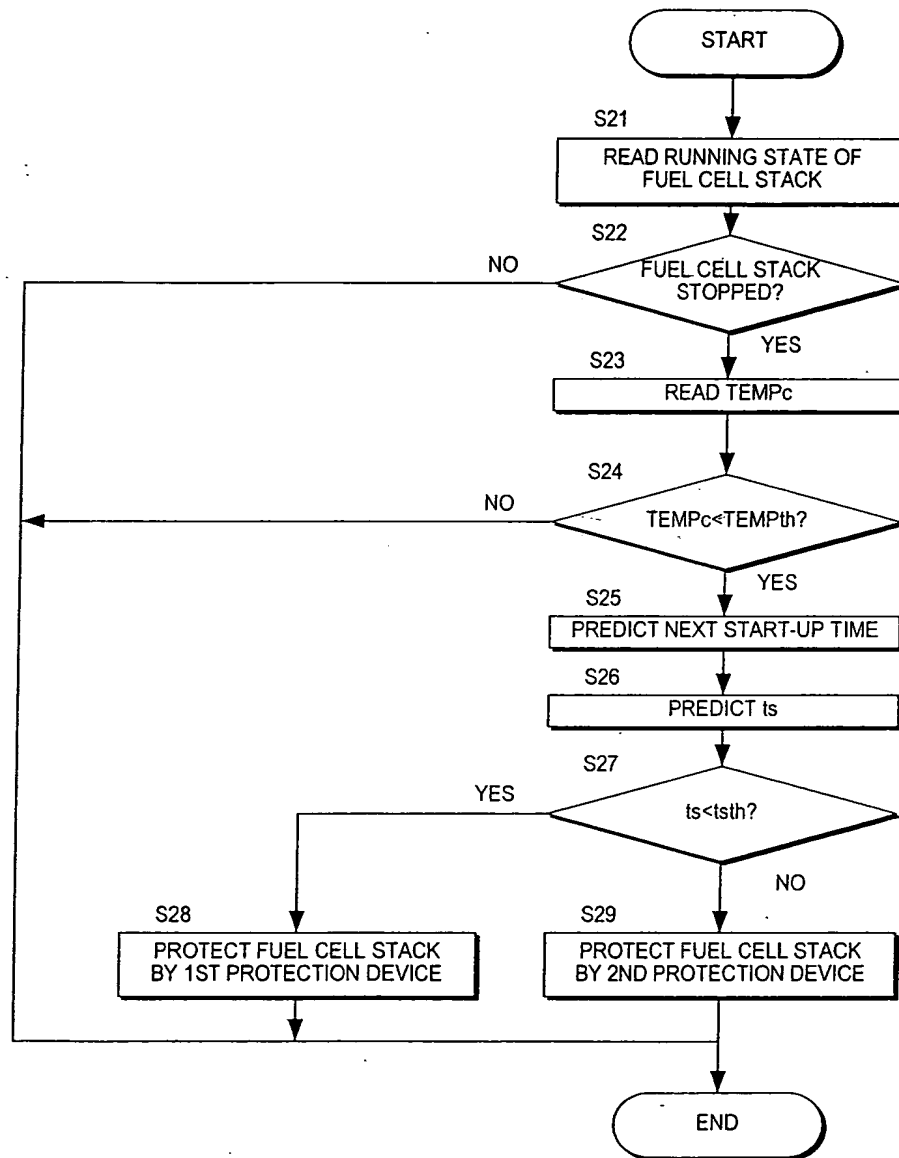 START
S21
READ RUNNING STATE OF
FUEL CELL STACK
S22
NO
FUEL CELL STACK
STOPPED?
YES
S23
READ TEMPc
S24
NO
TEMPc<TEMPth?
YES
S25
PREDICT NEXT START-UP TIME
S26
PREDICT ts
S27
YES
ts<tsth?
NO
S28
PROTECT FUEL CELL STACK
BY 1ST PROTECTION DEVICE
S29
PROTECT FUEL CELL STACK
BY 2ND PROTECTION DEVICE
END